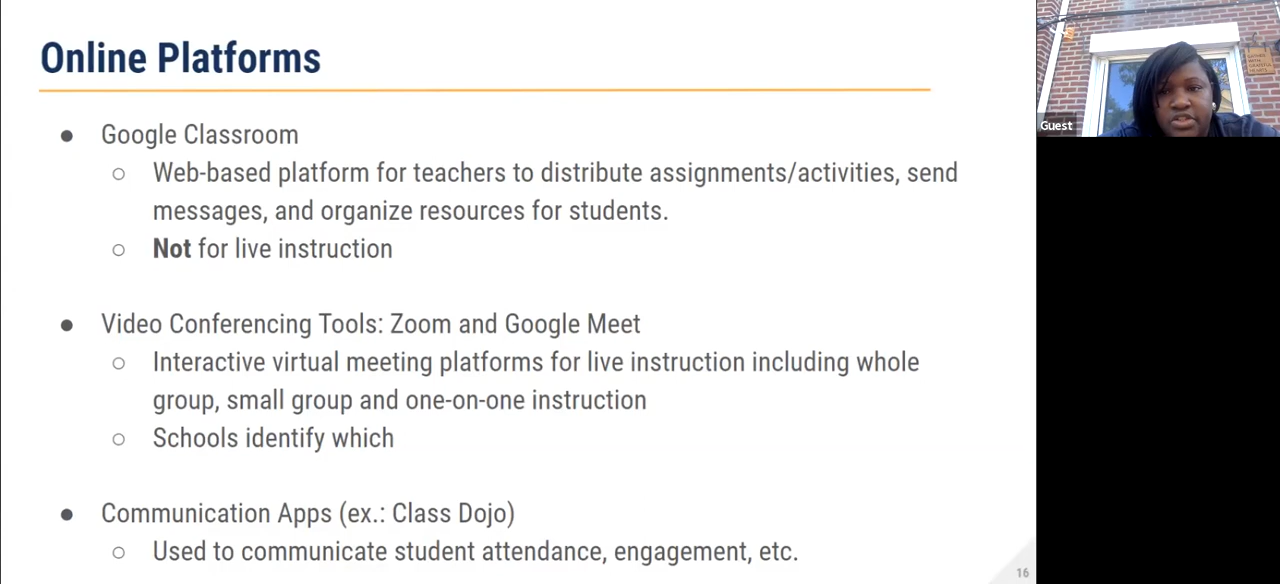 Online Platforms
● Google Classroom
○ Web-based platform for teachers to distribute assignments/activities, send
messages, and organize resources for students.
○ Not for live instruction
● Video Conferencing Tools: Zoom and Google Meet
○ Interactive virtual meeting platforms for live instruction including whole
group, small group and one-on-one instruction
○ Schools identify which
● Communication Apps (ex.: Class Dojo)
○ Used to communicate student attendance, engagement, etc.
16
Guest